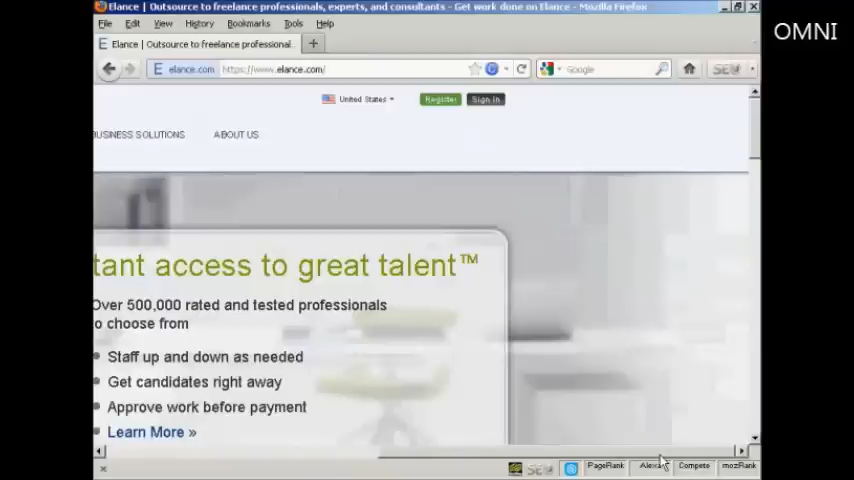 Elance | Outsource to freelance professionals, experts, and consultants - Get work done on Elance - Mozilla Firefox
OMNI
File Edit View History Bookmarks Tools Help
Elance | Outsource to freelance professional... +
elance.com https://www.elance.com/ Google
United States Register Sign In
BUSINESS SOLUTIONS ABOUT US
tant access to great talent™
Over 500,000 rated and tested professionals
o choose from
Staff up and down as needed
Get candidates right away
Approve work before payment
Learn More »
PageRank Alexa Compete mozRank